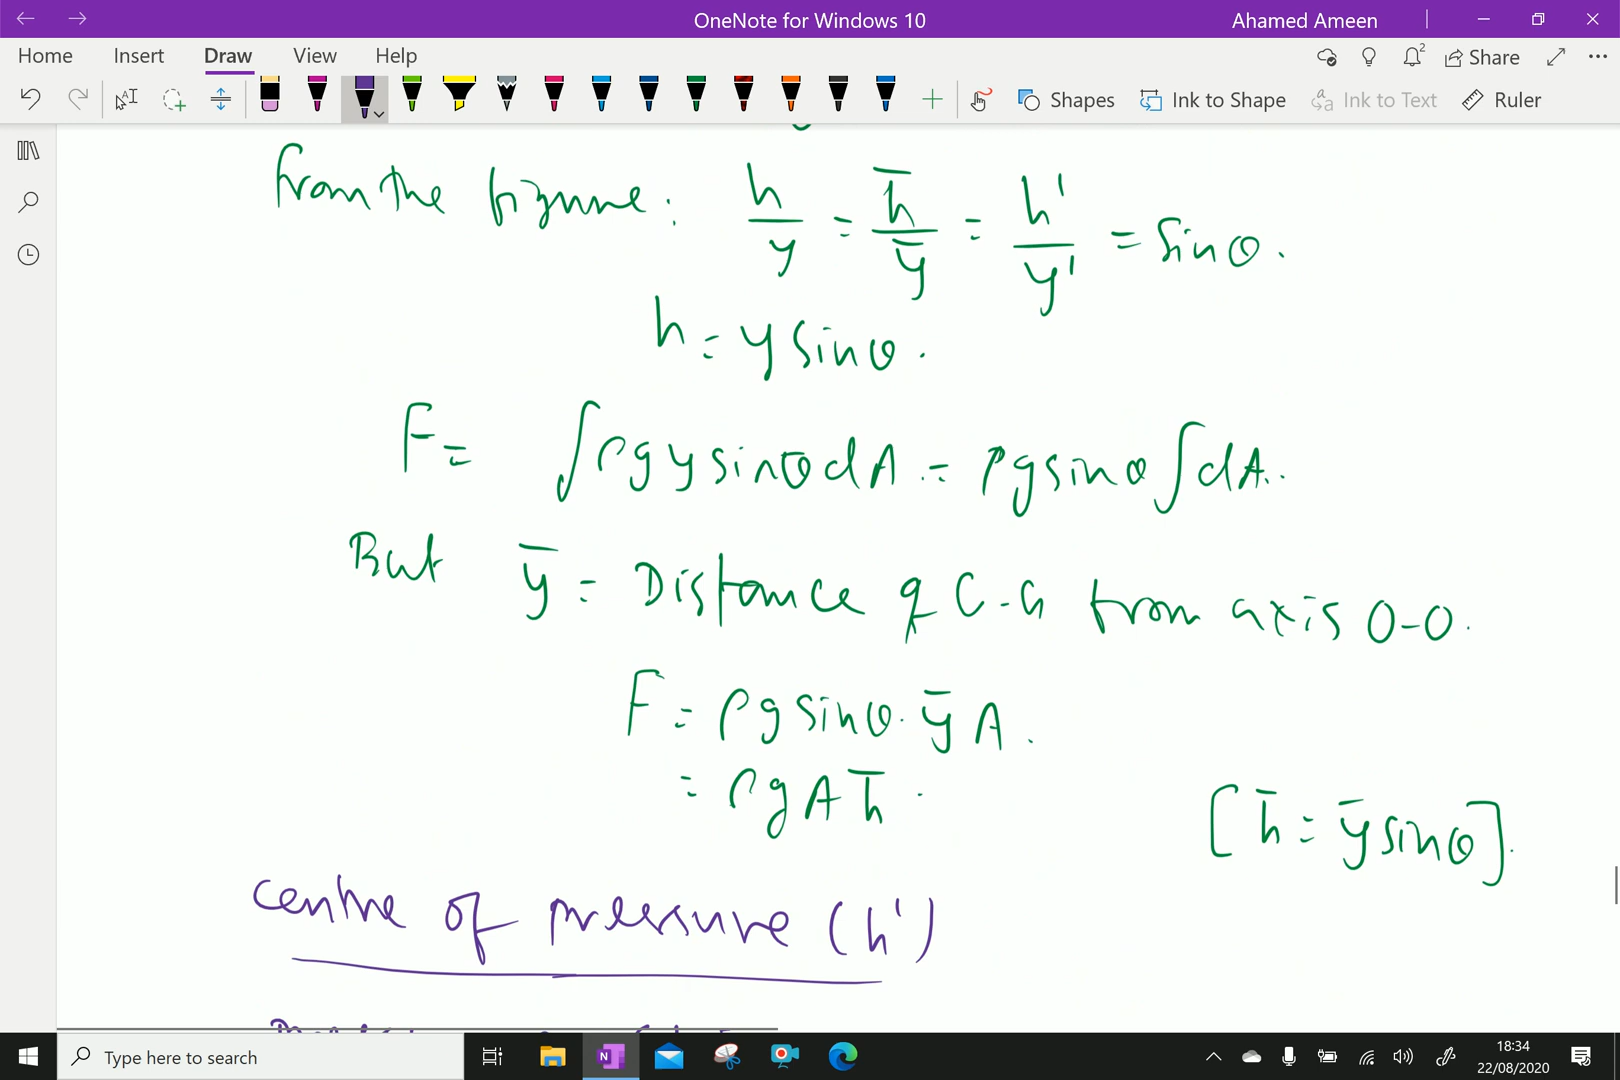 OneNote for Windows 10
Ahamed Ameen
Home Insert Draw View Help
2 Share
Shapes Ink to Shape Ink to Text Ruler
from the figure: h/y = h̅/y̅ = h'/y' = sinθ.
h = y sinθ.
F = ∫ρgy sinθ dA = ρg sinθ ∫dA.
But y̅ = Distance of C-G from axis O-O.
F = ρg sinθ. y̅ A.
= ρg A h̅.
[h̅ = y̅ sinθ].
centre of pressure (h')
Type here to search
18:34
22/08/2020